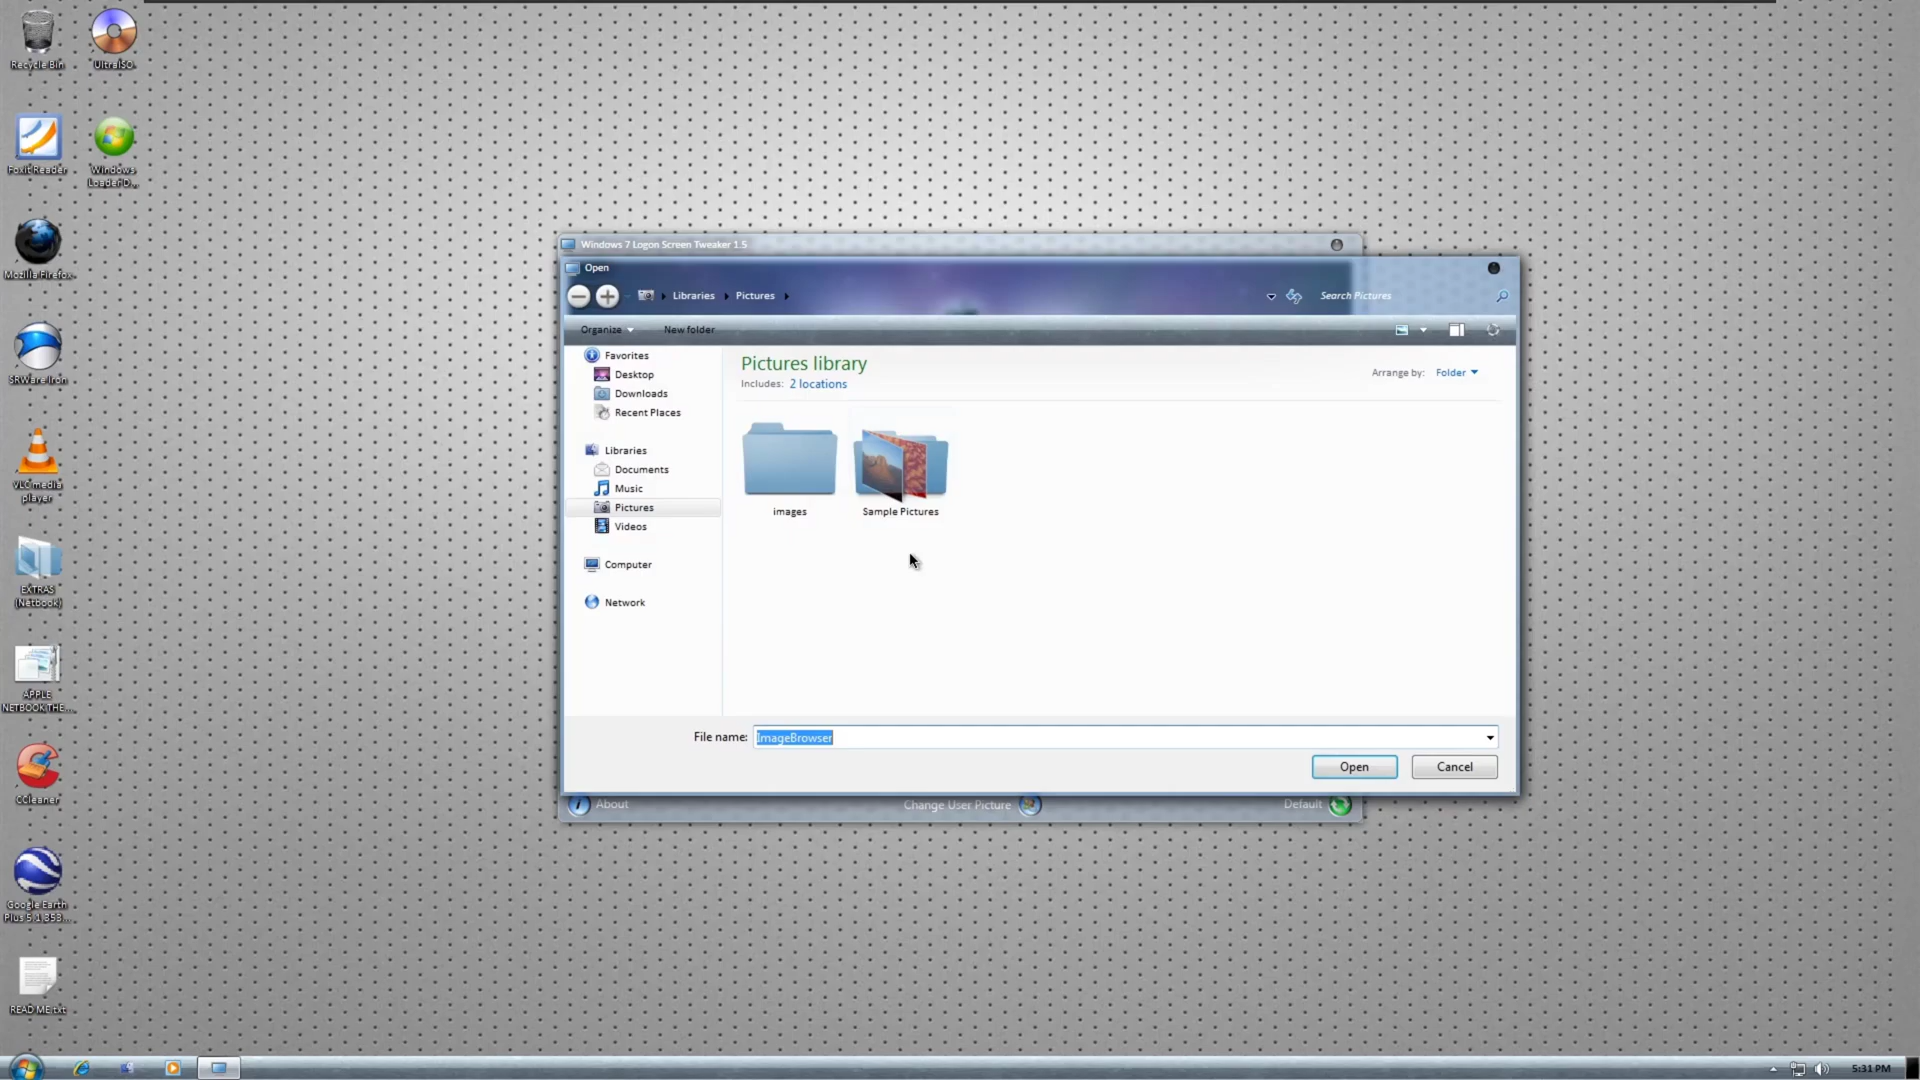 Recycle Bin
UltraISO
Foxit Reader
Windows
Loader D...
Mozilla Firefox
SRWare Iron
VLC media
player
EXTRAS
(Netbook)
APPLE
NETBOOK THE...
CCleaner
Google Earth
Plus 5.1.353...
READ ME.txt
Windows 7 Logon Screen Tweaker 1.5
Open
Libraries
Pictures
Search Pictures
Organize
New folder
Favorites
Desktop
Downloads
Recent Places
Libraries
Documents
Music
Pictures
Videos
Computer
Network
Pictures library
Includes: 2 locations
Arrange by: Folder
images
Sample Pictures
File name: ImageBrowser
Open
Cancel
About
Change User Picture
Default
5:31 PM